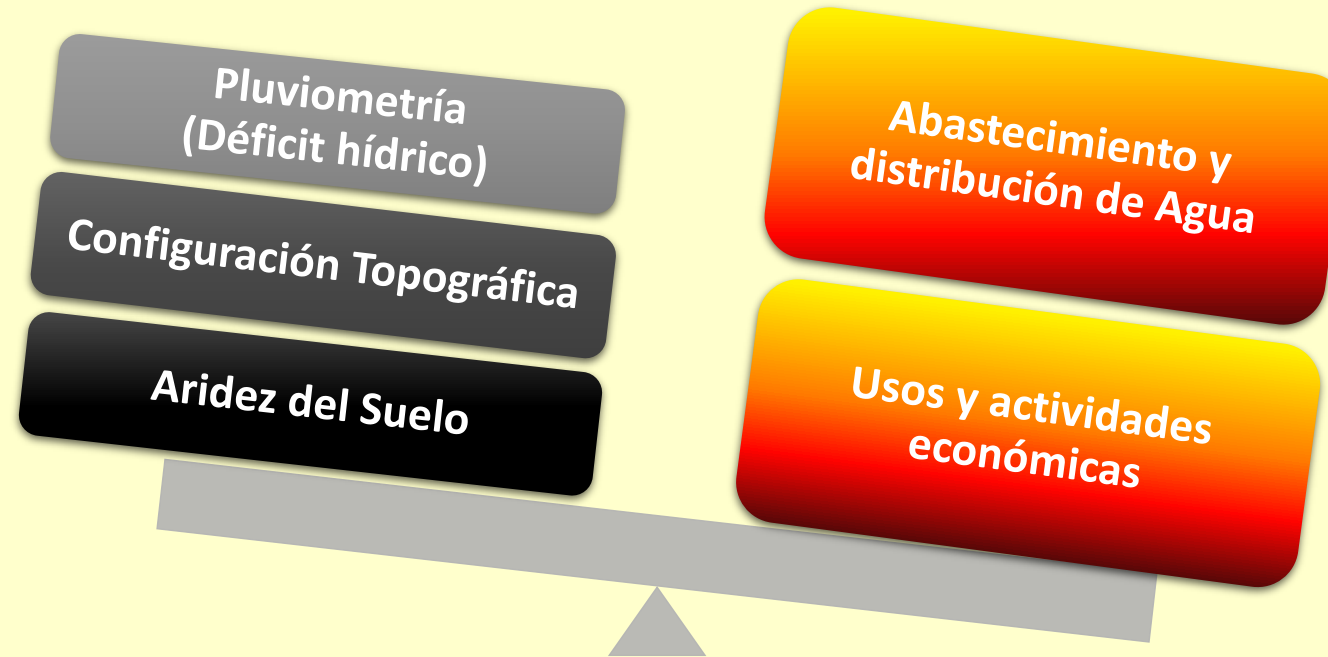 Pluviometría
(Déficit hídrico)
Configuración Topográfica
Aridez del Suelo
Abastecimiento y
distribución de Agua
Usos y actividades
económicas